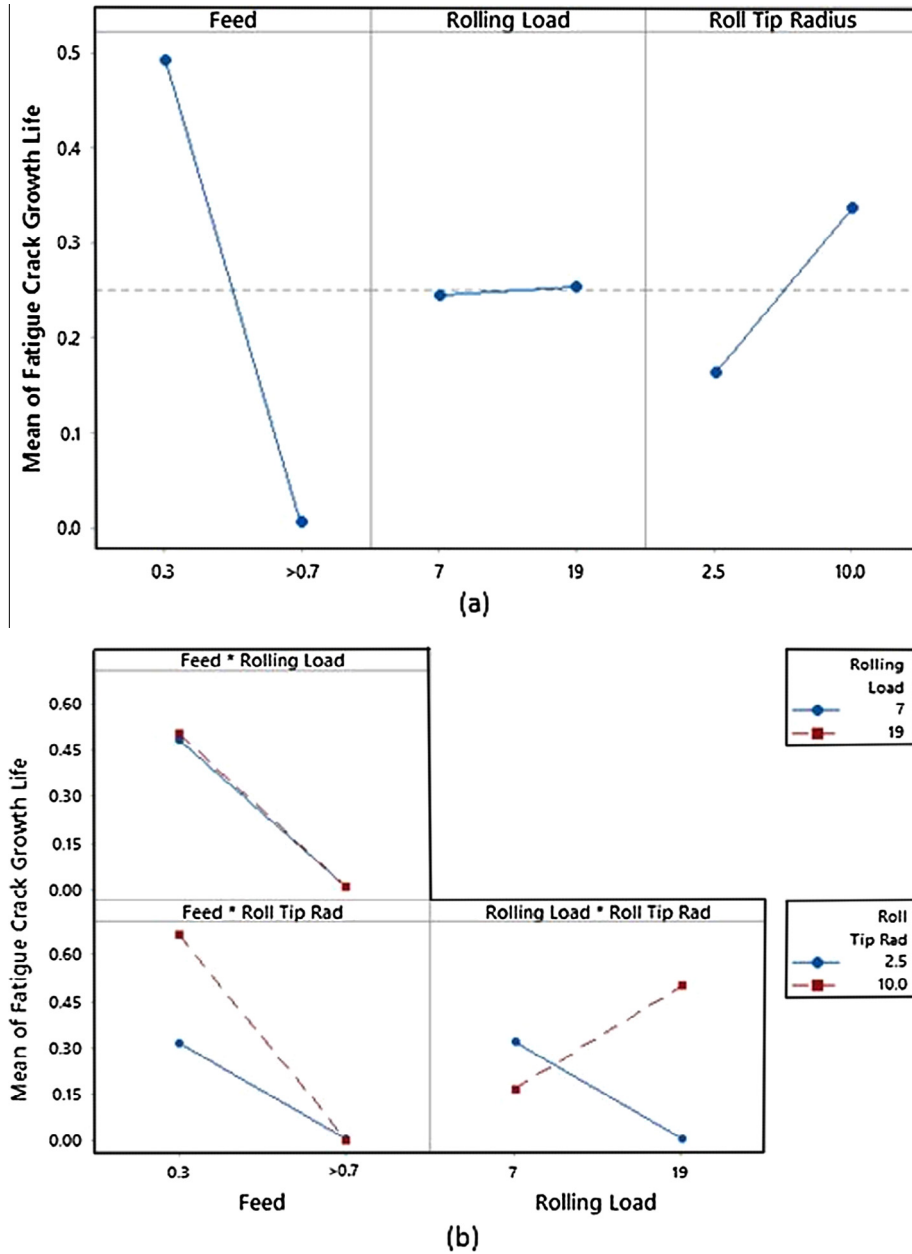 Feed Rolling Load Roll Tip Radius
Mean of Fatigue Crack Growth Life
0.5
0.4
0.3
0.2
0.1
0.0
0.3 >0.7 7 19 2.5 10.0
(a)
Feed * Rolling Load
Mean of Fatigue Crack Growth Life
0.60
0.45
0.30
0.15
0.00
Rolling
Load
7
19
Feed * Roll Tip Rad Rolling Load * Roll Tip Rad
0.60
0.45
0.30
0.15
0.00
Roll
Tip Rad
2.5
10.0
0.3 >0.7 7 19
Feed Rolling Load
(b)